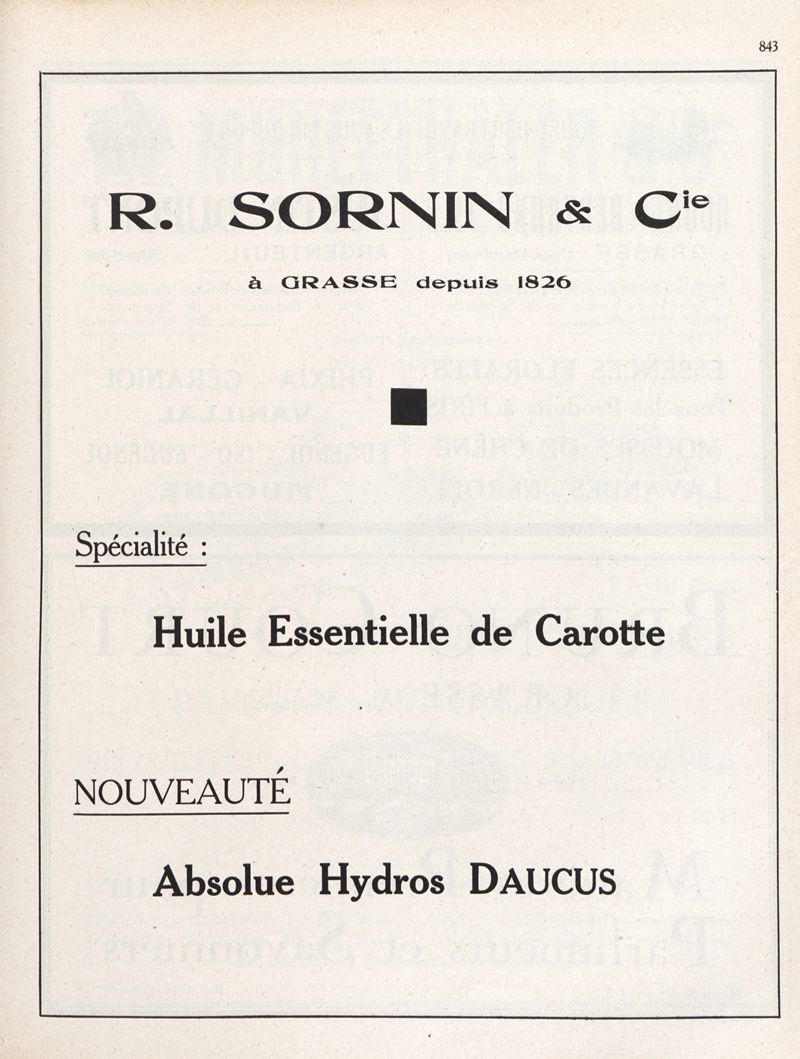 843
R. SORNIN & Cie
à GRASSE depuis 1826
Spécialité :
Huile Essentielle de Carotte
NOUVEAUTÉ
Absolue Hydros DAUCUS